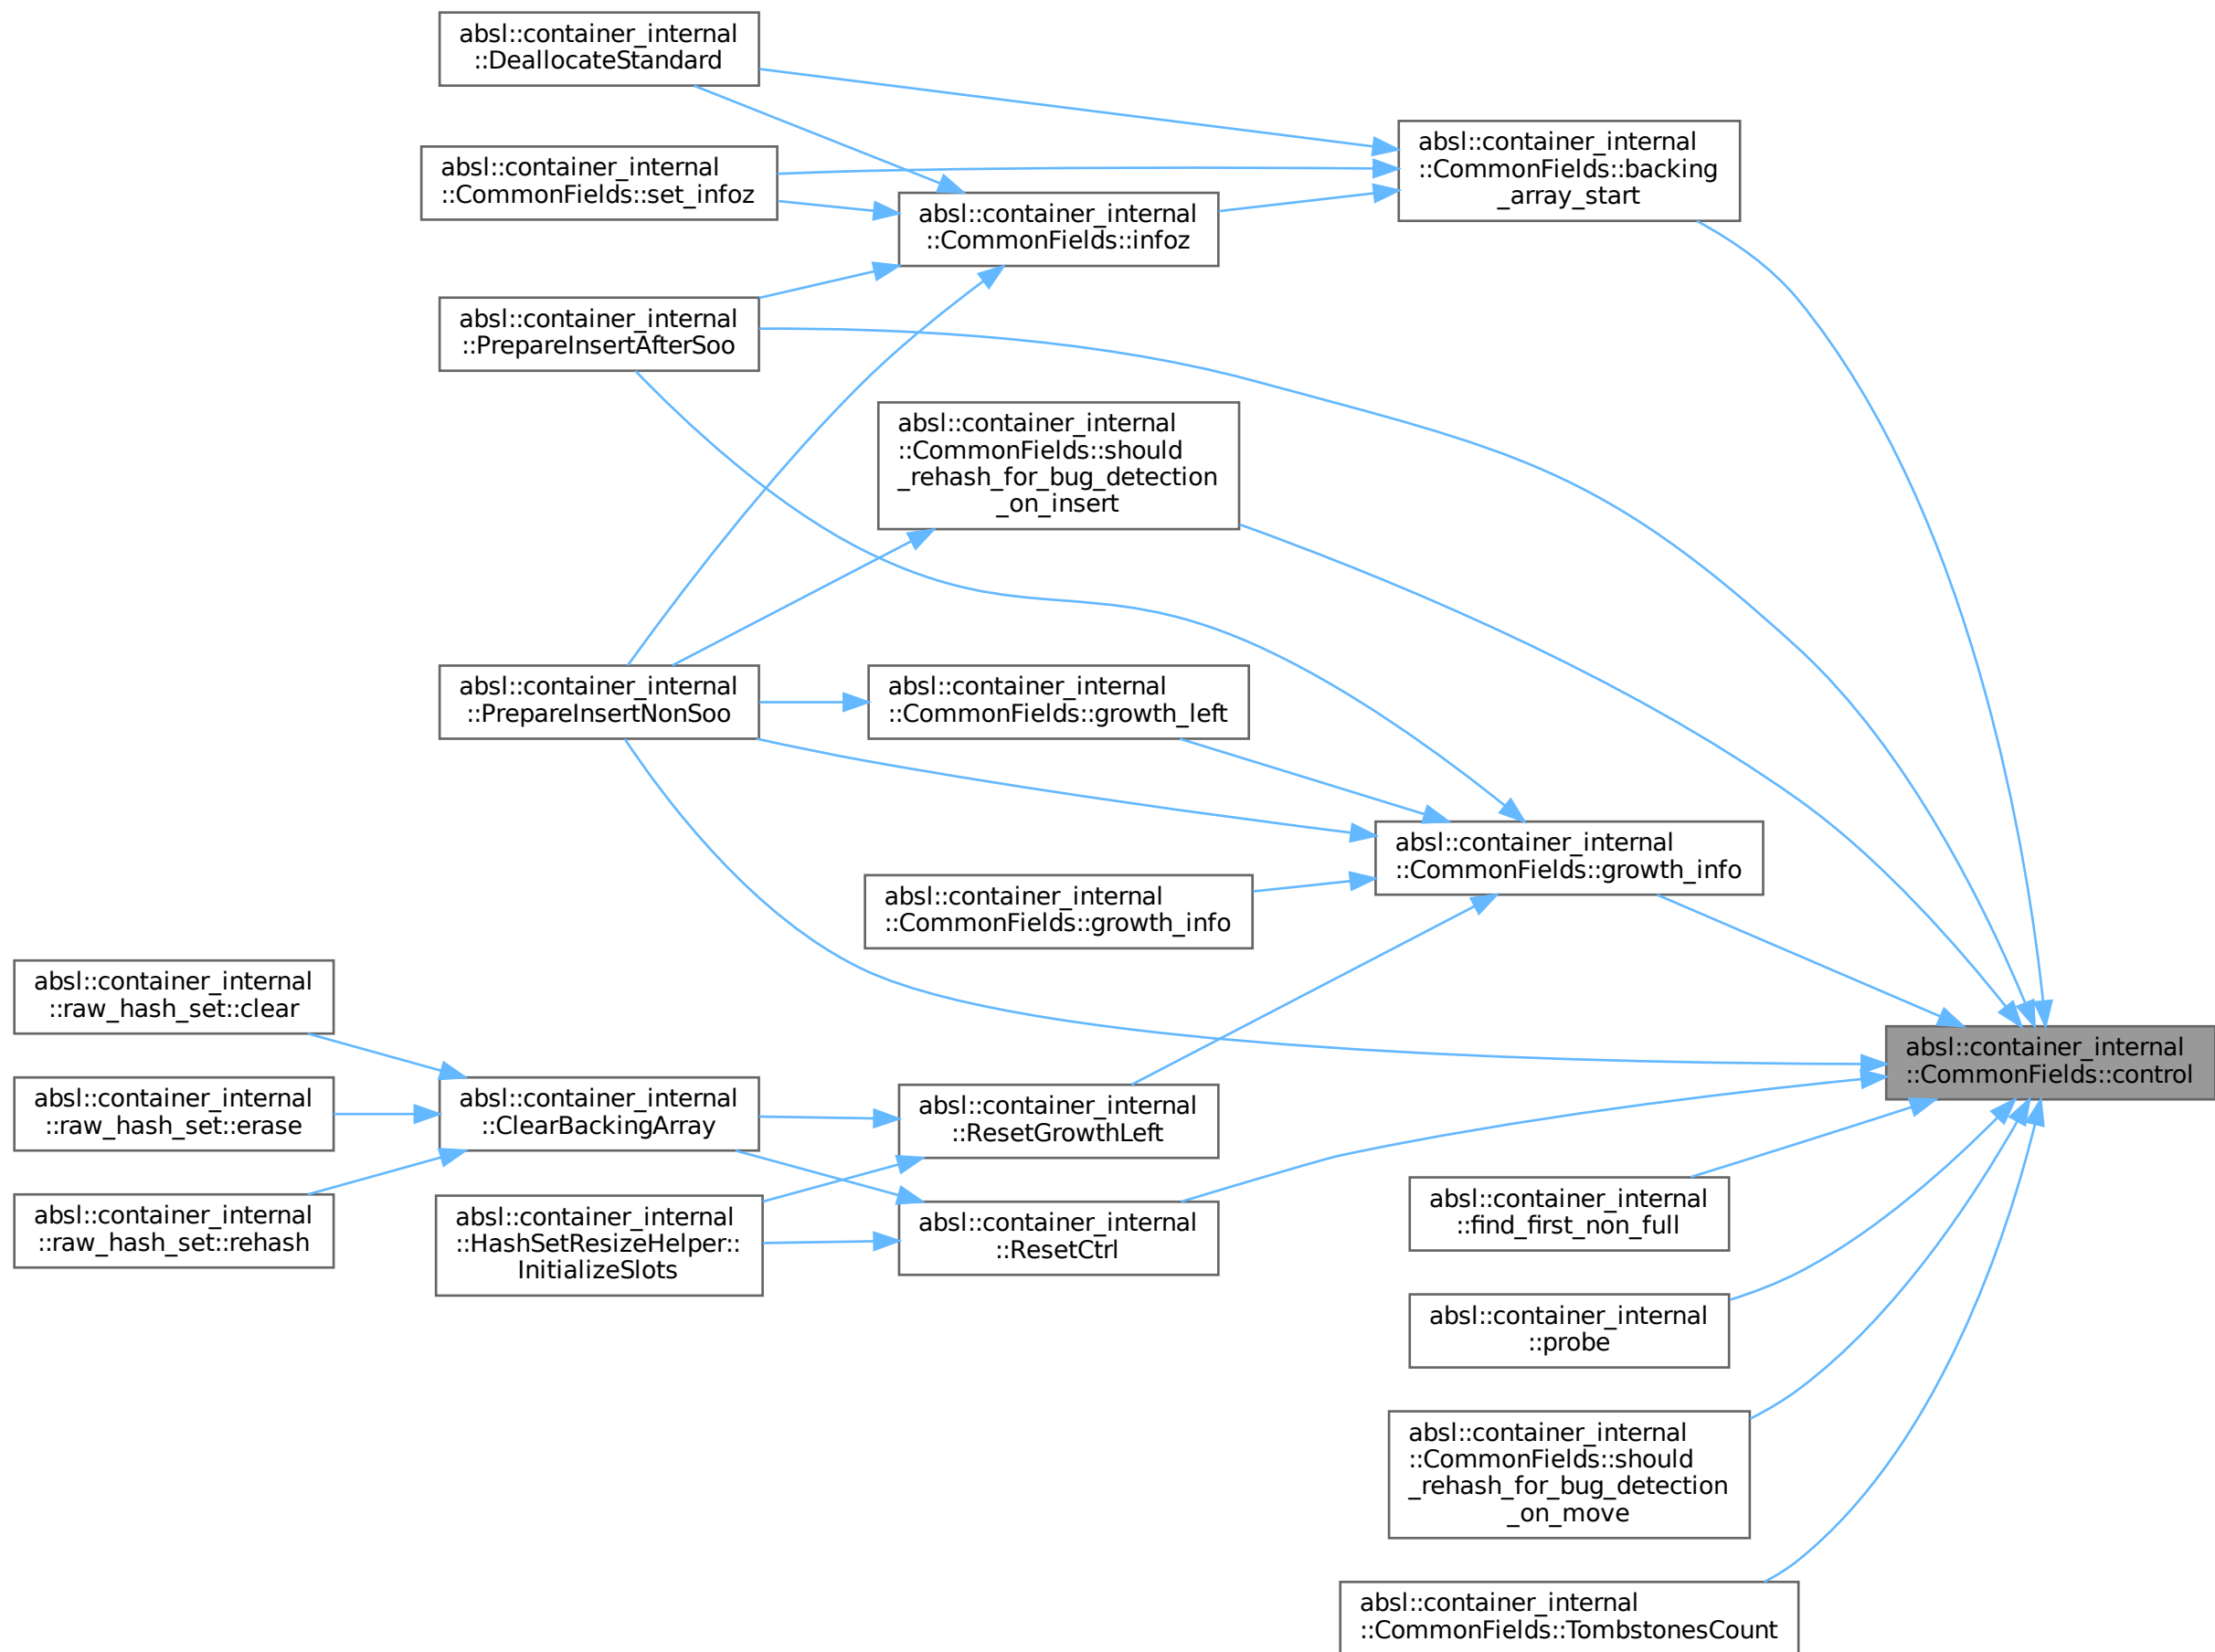 absl::container_internal
::DeallocateStandard
absl::container_internal
::CommonFields::backing
_array_start
absl::container_internal
::CommonFields::set_infoz
absl::container_internal
::CommonFields::infoz
absl::container_internal
::PrepareInsertAfterSoo
absl::container_internal
::CommonFields::should
_rehash_for_bug_detection
_on_insert
absl::container_internal
::PrepareInsertNonSoo
absl::container_internal
::CommonFields::growth_left
absl::container_internal
::CommonFields::growth_info
absl::container_internal
::CommonFields::growth_info
absl::container_internal
::raw_hash_set::clear
absl::container_internal
::CommonFields::control
absl::container_internal
::raw_hash_set::erase
absl::container_internal
::ClearBackingArray
absl::container_internal
::ResetGrowthLeft
absl::container_internal
::raw_hash_set::rehash
absl::container_internal
::HashSetResizeHelper::
InitializeSlots
absl::container_internal
::ResetCtrl
absl::container_internal
::find_first_non_full
absl::container_internal
::probe
absl::container_internal
::CommonFields::should
_rehash_for_bug_detection
_on_move
absl::container_internal
::CommonFields::TombstonesCount